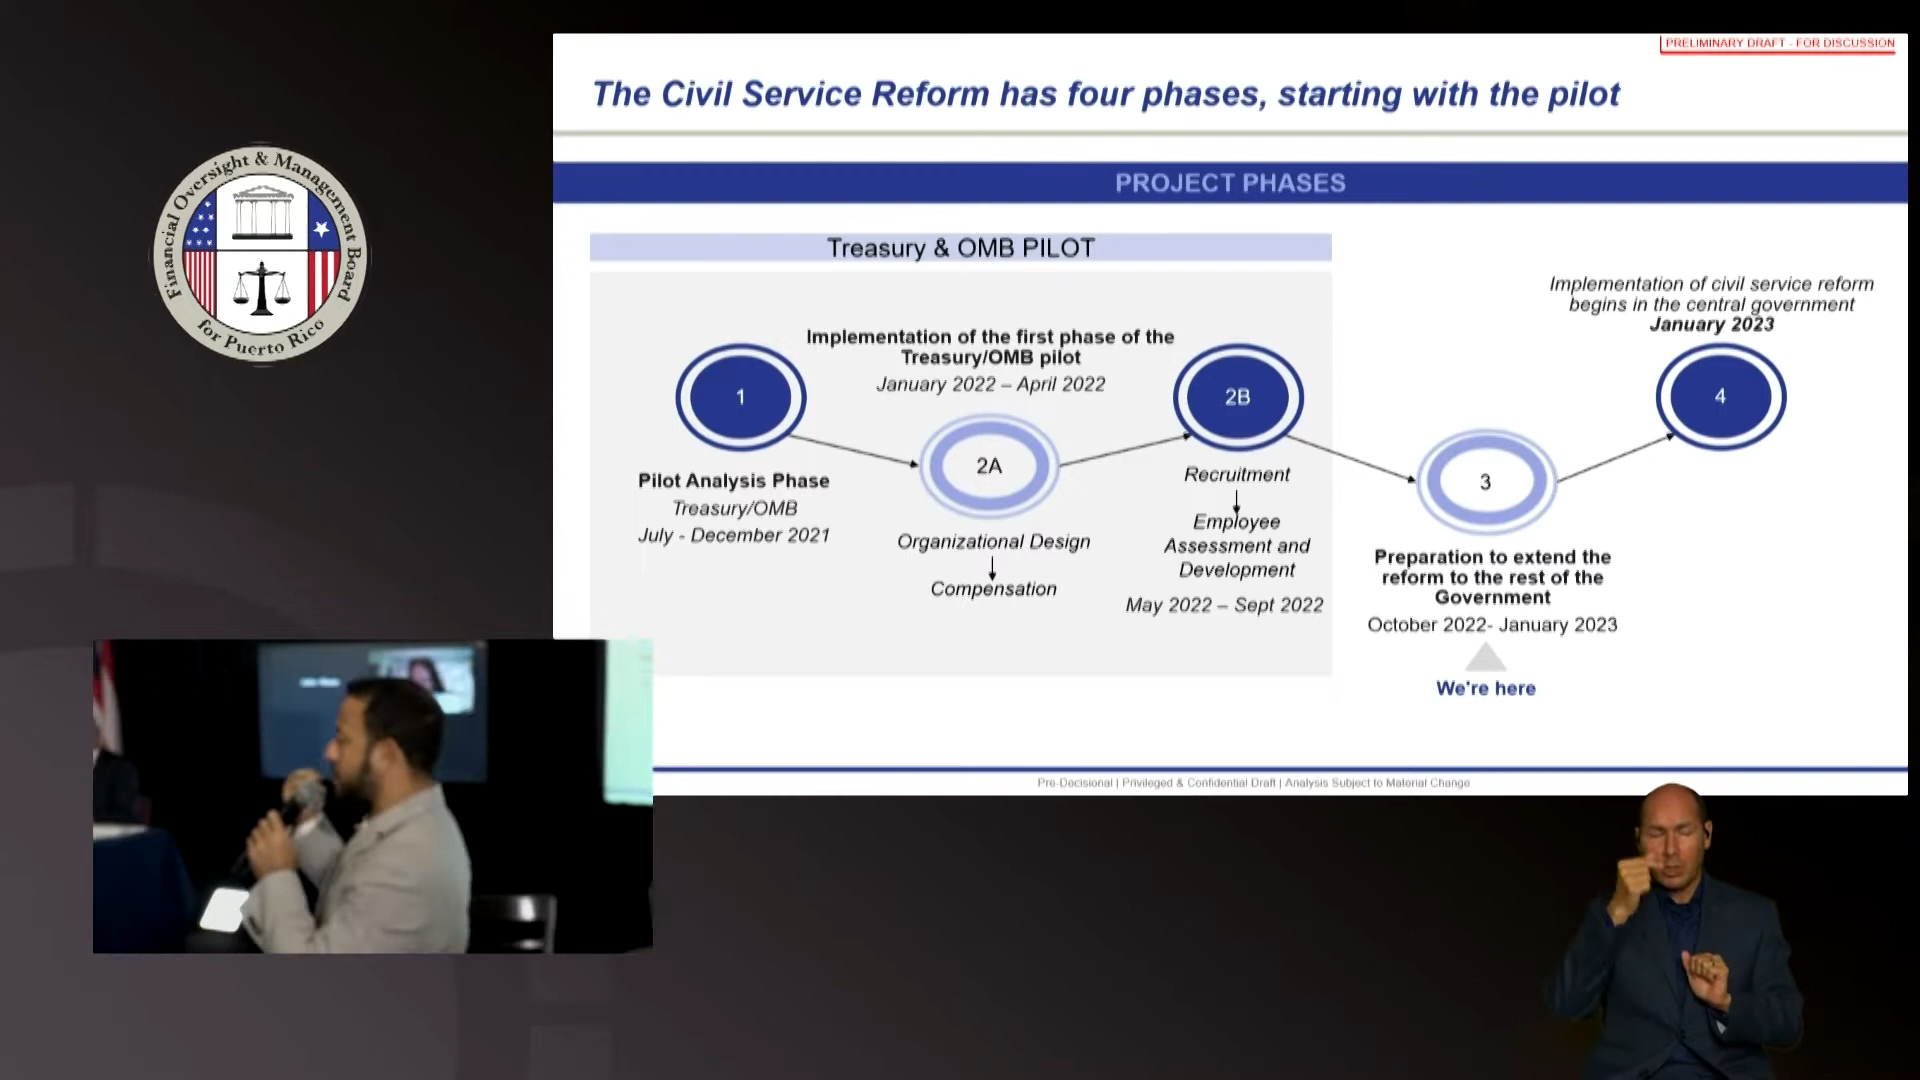 PRELIMINARY DRAFT - FOR DISCUSSION
The Civil Service Reform has four phases, starting with the pilot
PROJECT PHASES
Financial Oversight & Management Board
for Puerto Rico
Treasury & OMB PILOT
1
Pilot Analysis Phase
Treasury/OMB
July - December 2021
Implementation of the first phase of the
Treasury/OMB pilot
January 2022 – April 2022
2A
Organizational Design
Compensation
2B
Recruitment
Employee
Assessment and
Development
May 2022 – Sept 2022
3
Preparation to extend the
reform to the rest of the
Government
October 2022- January 2023
We're here
Implementation of civil service reform
begins in the central government
January 2023
4
Pre-Decisional | Privileged & Confidential Draft | Analysis Subject to Material Change